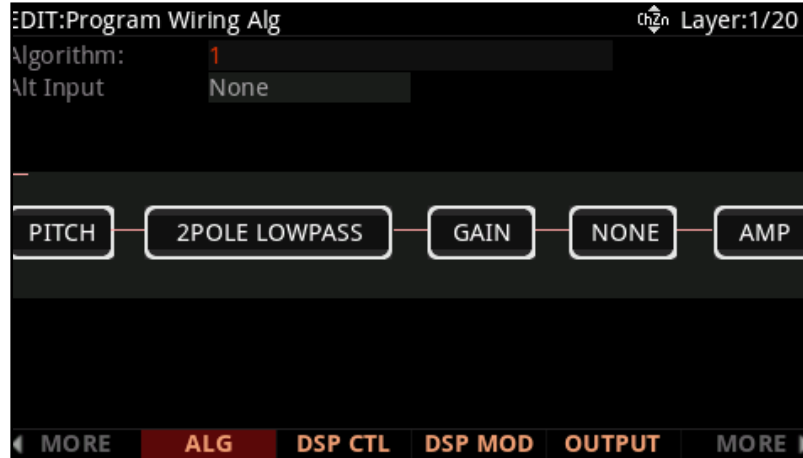 EDIT:Program Wiring Alg Layer:1/20
Algorithm: 1
Alt Input None
PITCH 2POLE LOWPASS GAIN NONE AMP
MORE ALG DSP CTL DSP MOD OUTPUT MORE